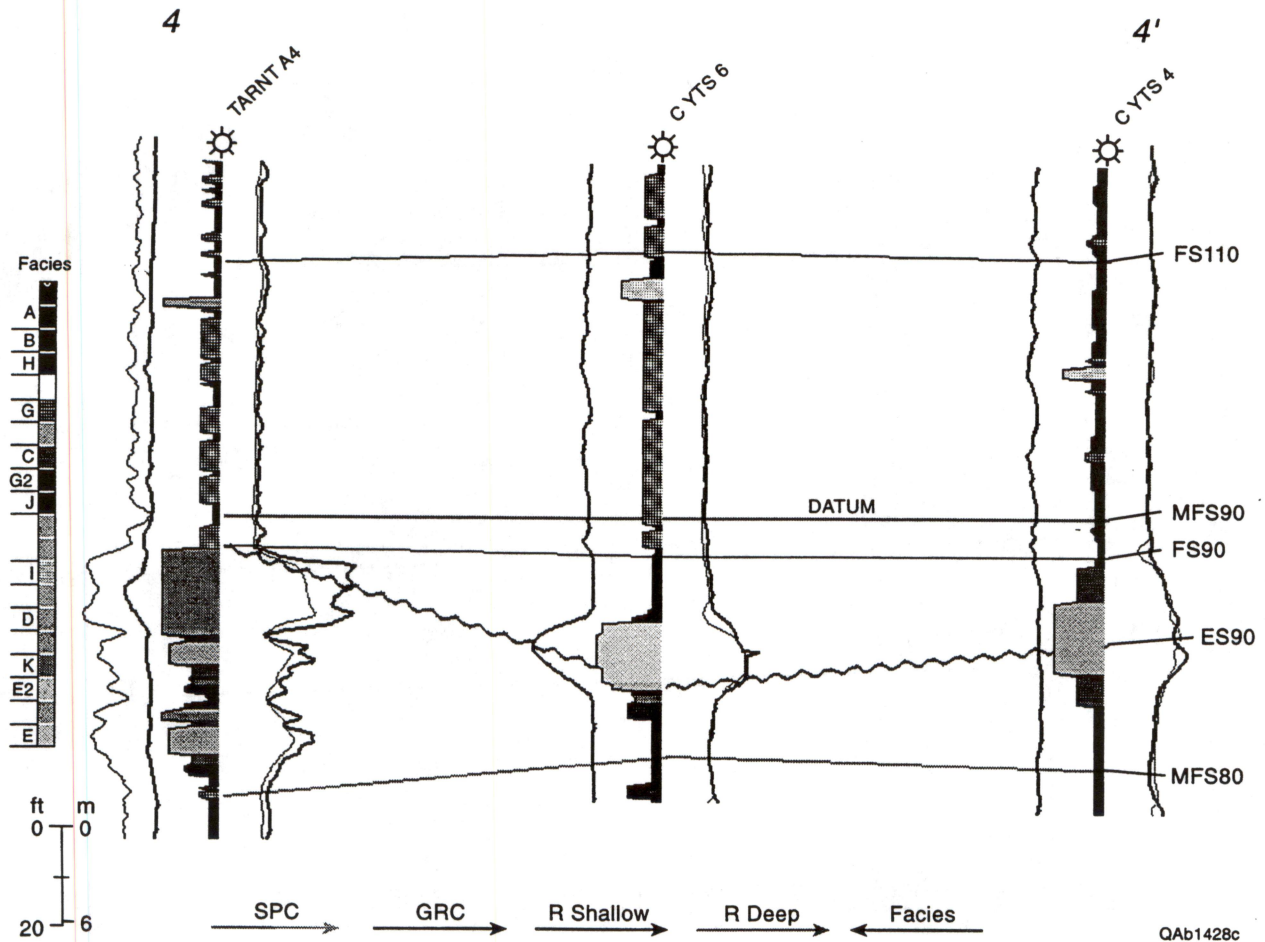 4
4'
TARNT A4
C YTS 6
C YTS 4
FS110
Facies
A
B
H
G
C
G2
J
I
D
K
E2
E
DATUM
MFS90
FS90
ES90
MFS80
ft m
0 0
20 6
SPC
GRC
R Shallow
R Deep
Facies
QAb1428c